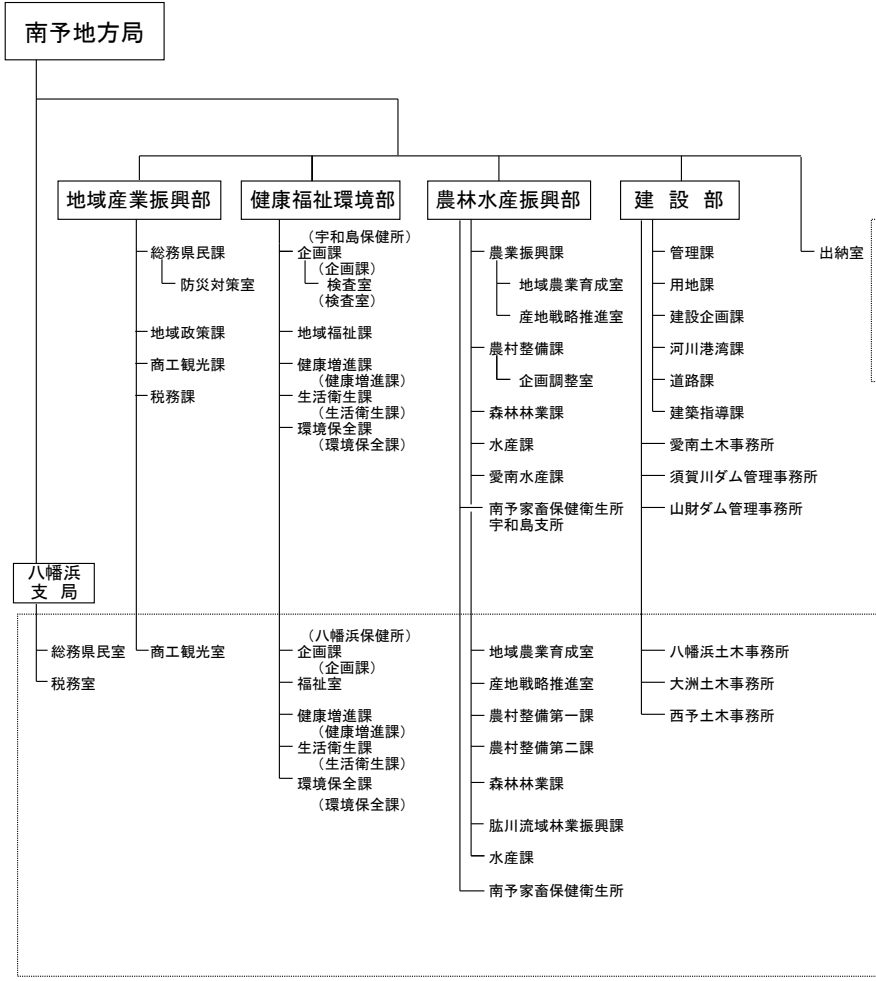 南予地方局
地域産業振興部
総務県民課
防災対策室
地域政策課
商工観光課
税務課
健康福祉環境部
（宇和島保健所）
企画課
（企画課）
検査室
（検査室）
地域福祉課
健康増進課
（健康増進課）
生活衛生課
（生活衛生課）
環境保全課
（環境保全課）
農林水産振興部
農業振興課
地域農業育成室
産地戦略推進室
農村整備課
企画調整室
森林林業課
水産課
愛南水産課
南予家畜保健衛生所
宇和島支所
建 設 部
管理課
用地課
建設企画課
河川港湾課
道路課
建築指導課
愛南土木事務所
須賀川ダム管理事務所
山財ダム管理事務所
出納室
八幡浜
支 局
総務県民室
税務室
商工観光室
（八幡浜保健所）
企画課
（企画課）
福祉室
健康増進課
（健康増進課）
生活衛生課
（生活衛生課）
環境保全課
（環境保全課）
地域農業育成室
産地戦略推進室
農村整備第一課
農村整備第二課
森林林業課
肱川流域林業振興課
水産課
南予家畜保健衛生所
八幡浜土木事務所
大洲土木事務所
西予土木事務所